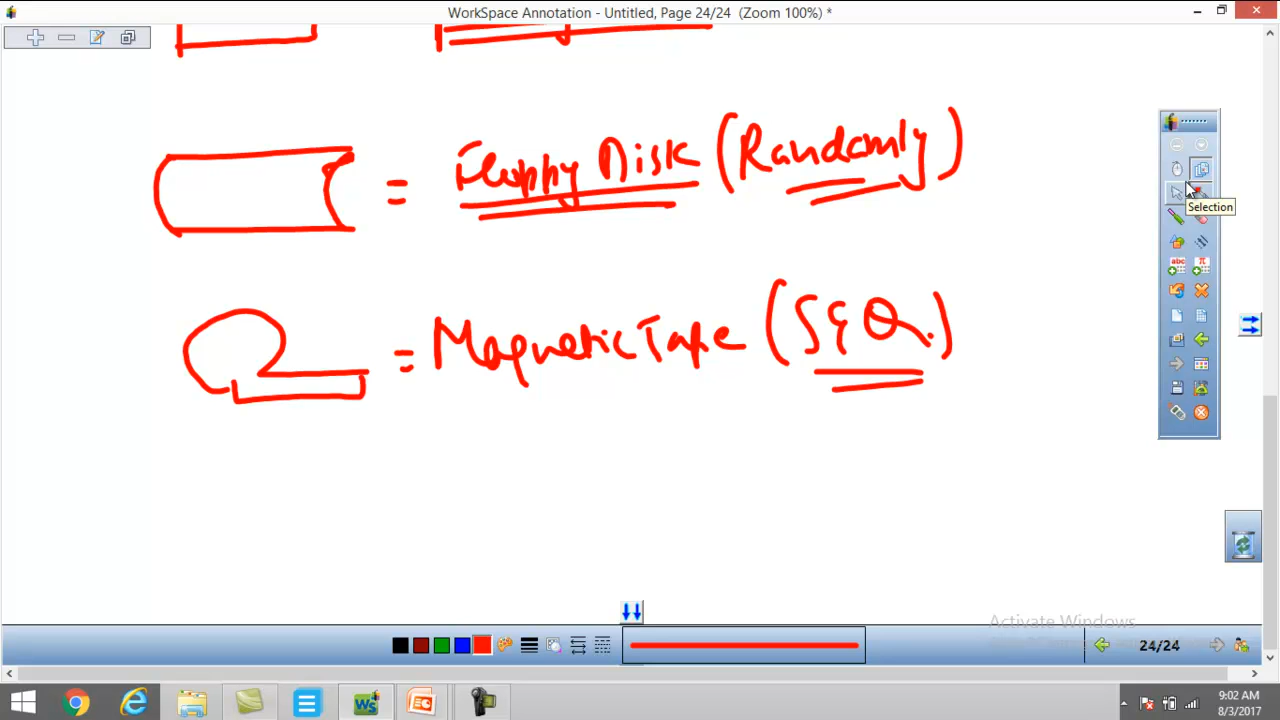 WorkSpace Annotation - Untitled, Page 24/24 (Zoom 100%) *
= Floppy Disk (Randomly)
Selection
= Magnetic Tape (SEQ.)
Activate Windows
24/24
9:02 AM
8/3/2017